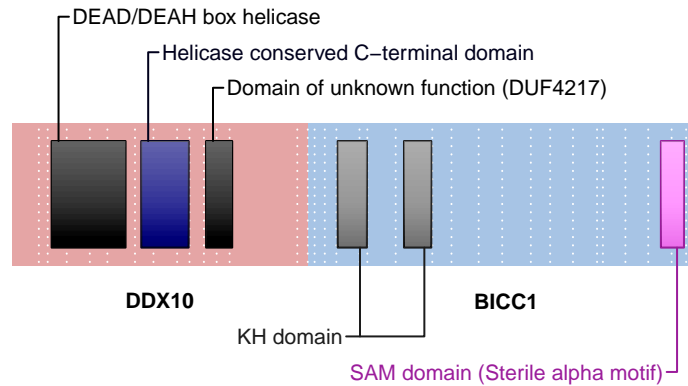 DEAD/DEAH box helicase
Helicase conserved C−terminal domain
Domain of unknown function (DUF4217)
DDX10
BICC1
KH domain
SAM domain (Sterile alpha motif)